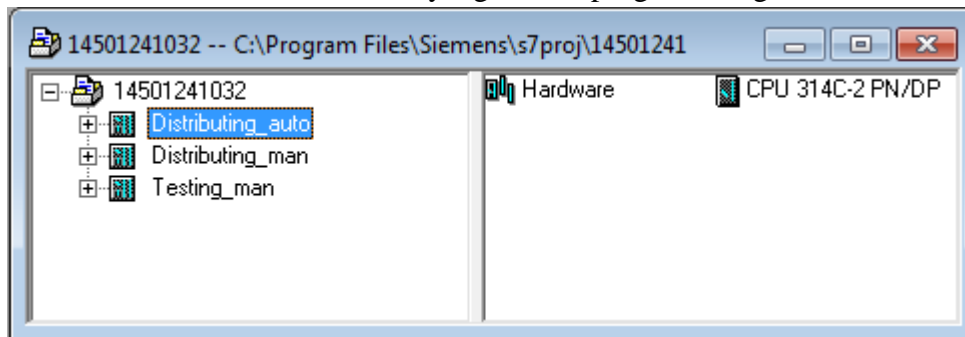 14501241032 -- C:\Program Files\Siemens\s7proj\14501241
14501241032
Distributing_auto
Distributing_man
Testing_man
Hardware
CPU 314C-2 PN/DP